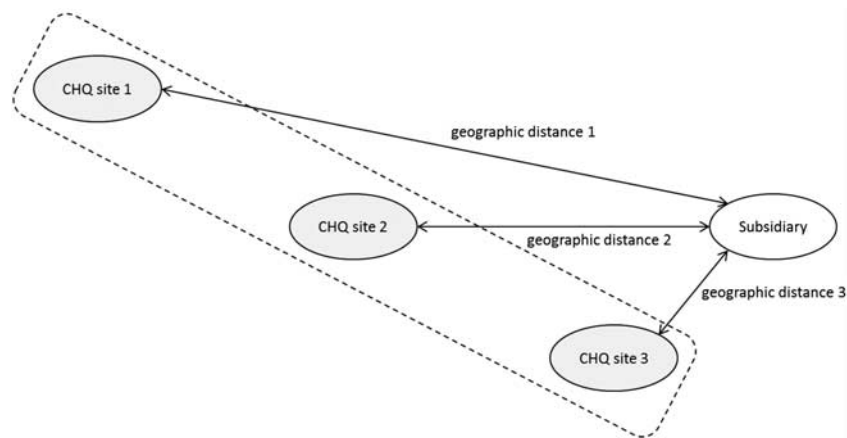 CHQ site 1
geographic distance 1
CHQ site 2
geographic distance 2
Subsidiary
geographic distance 3
CHQ site 3